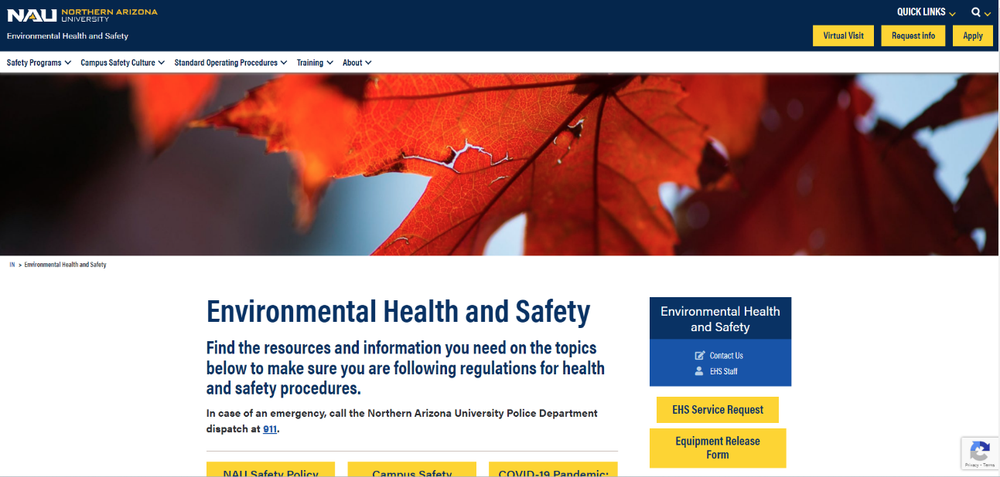 NAU NORTHERN ARIZONA
UNIVERSITY
QUICK LINKS
Environmental Health and Safety
Virtual Visit
Request info
Apply
Safety Programs
Campus Safety Culture
Standard Operating Procedures
Training
About
IN > Environmental Health and Safety
Environmental Health and Safety
Find the resources and information you need on the topics
below to make sure you are following regulations for health
and safety procedures.
In case of an emergency, call the Northern Arizona University Police Department
dispatch at 911.
NAU Safety Policy
Campus Safety
COVID-19 Pandemic:
Environmental Health
and Safety
Contact Us
EHS Staff
EHS Service Request
Equipment Release
Form
Privacy - Terms